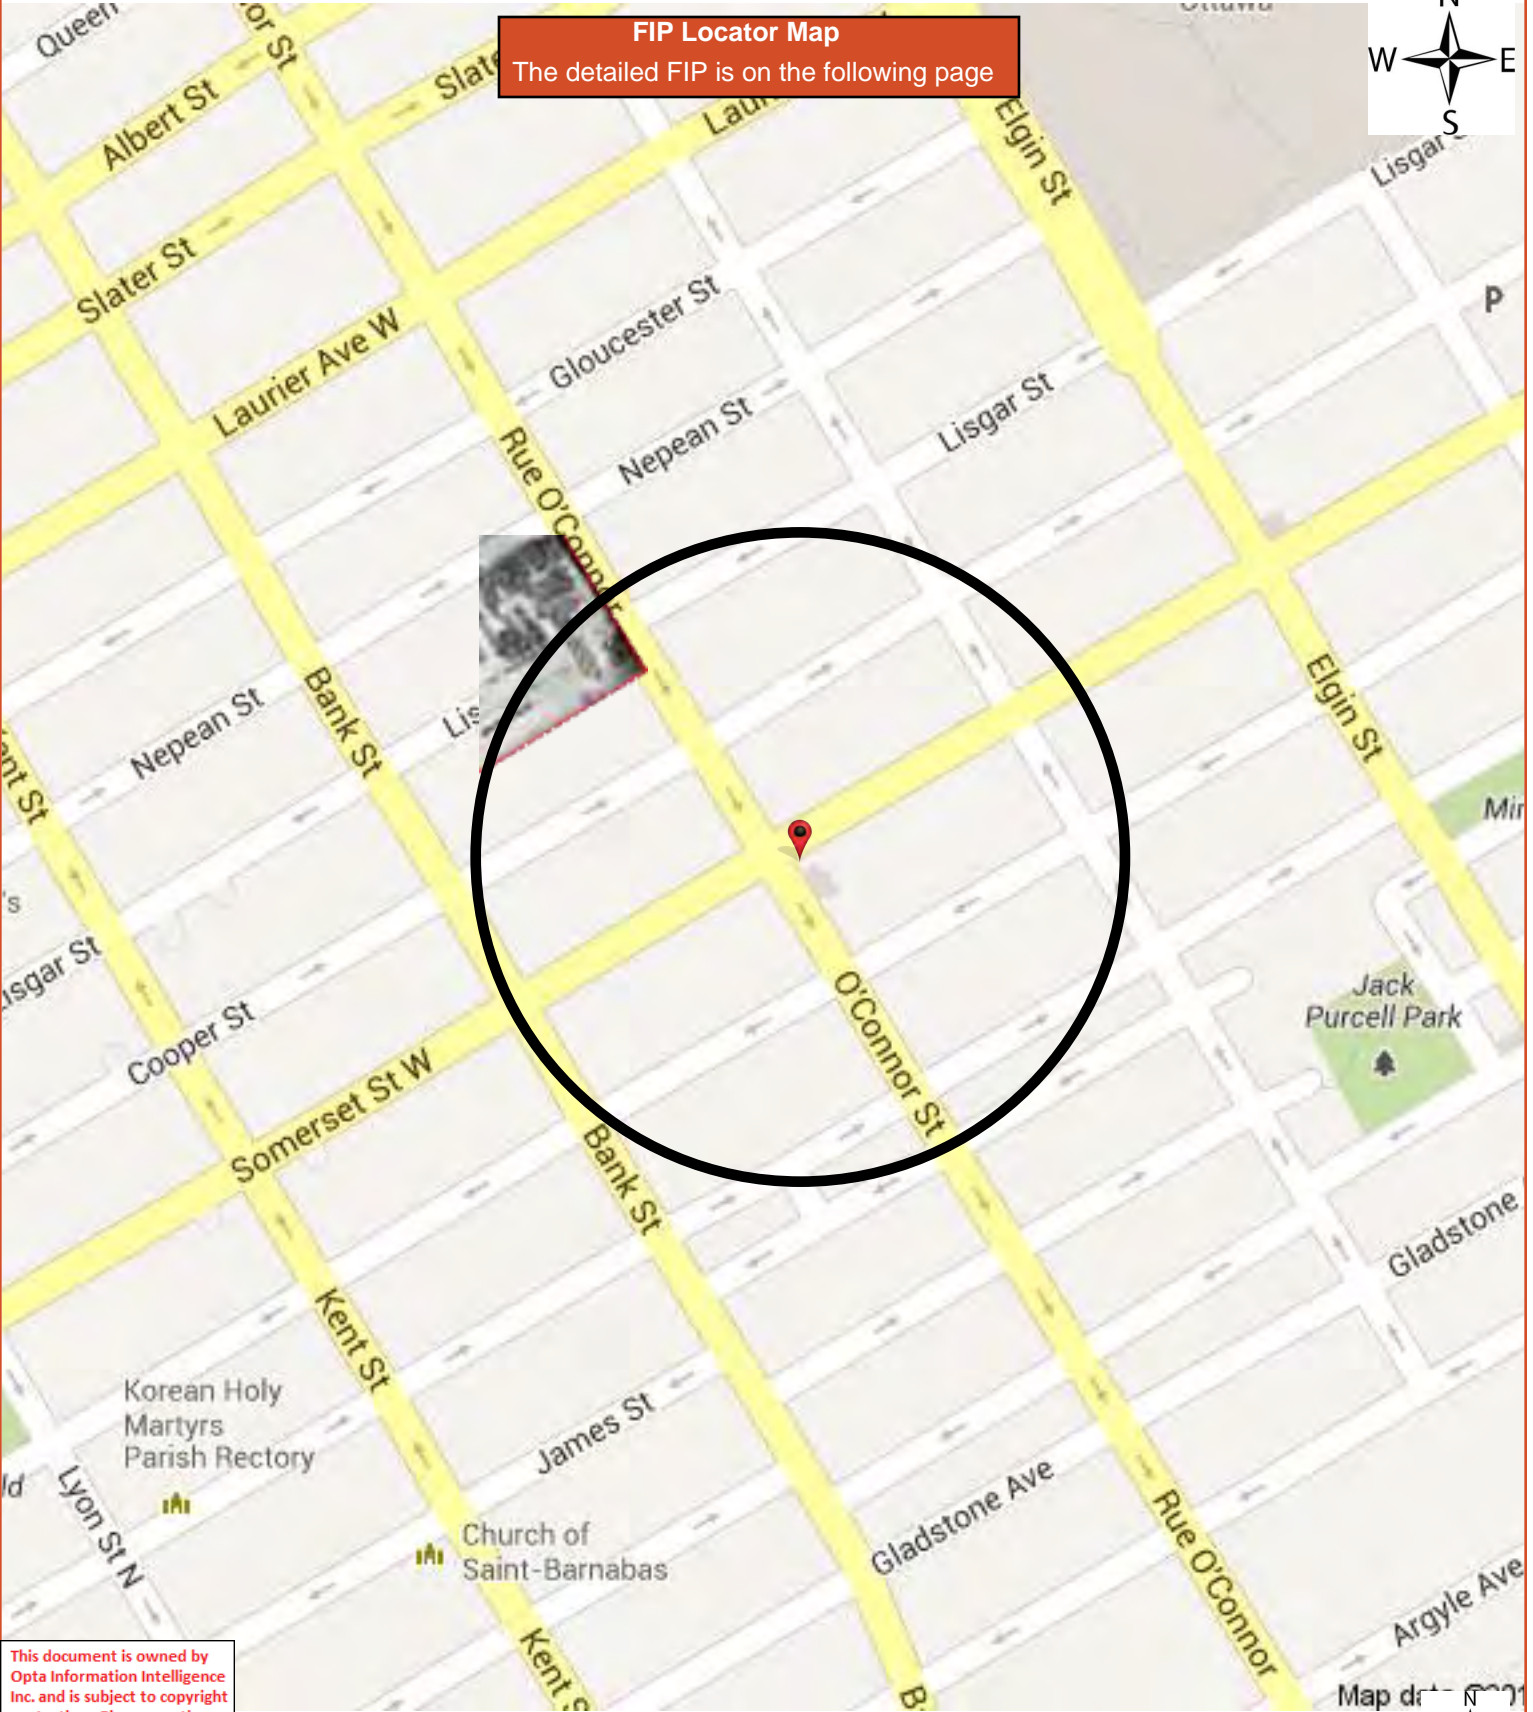 FIP Locator Map
The detailed FIP is on the following page
N
W
E
S
Queen
Albert St
Slater St
Laurier Ave W
Elgin St
Lisgar
P
Gloucester St
Rue O'Connor
Nepean St
Lisgar St
Bank St
Nepean St
Elgin St
Cooper St
Somerset St W
O'Connor St
Jack
Purcell Park
Bank St
Gladstone
Kent St
Korean Holy
Martyrs
Parish Rectory
James St
Lyon St N
Gladstone Ave
Church of
Saint-Barnabas
Rue O'Connor
Argyle Ave
Kent S
This document is owned by
Opta Information Intelligence
Inc. and is subject to copyright
Map da
N